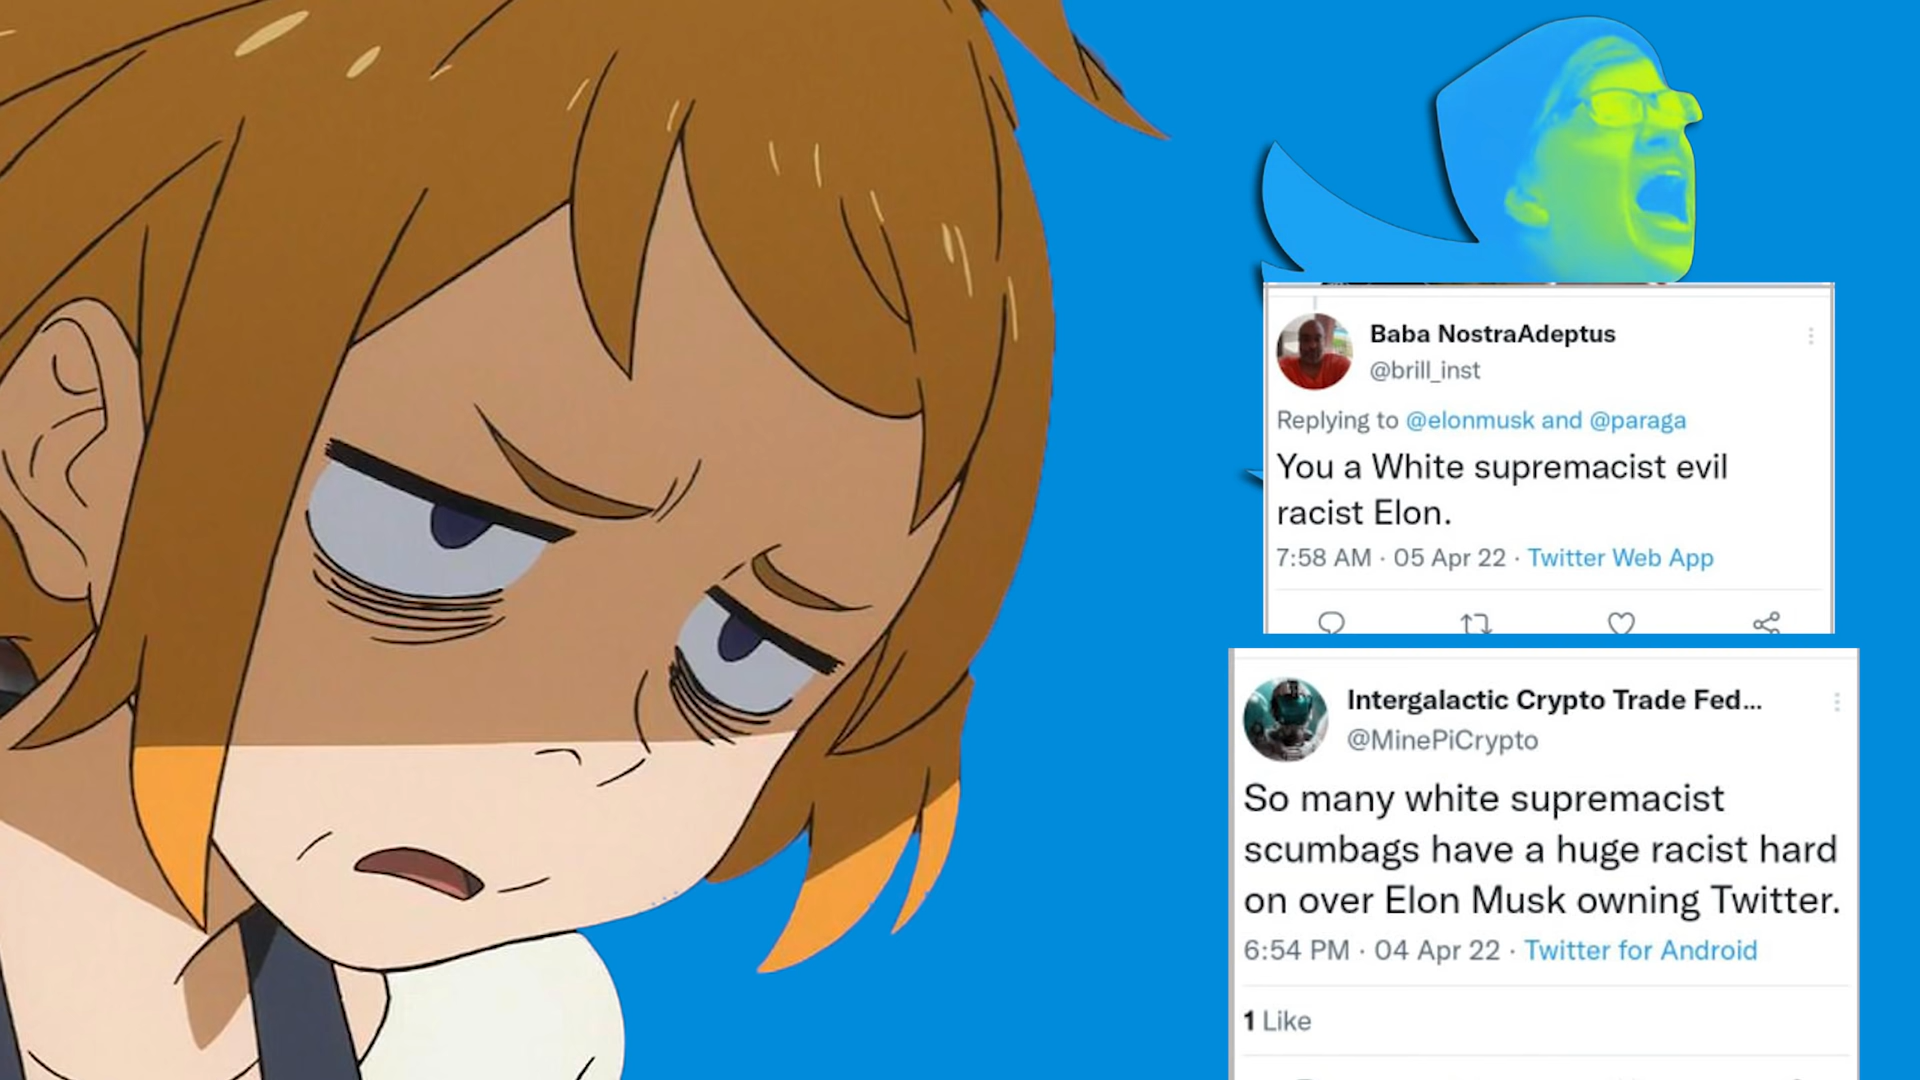 Baba NostraAdeptus
@brill_inst
Replying to @elonmusk and @paraga
You a White supremacist evil
racist Elon.
7:58 AM · 05 Apr 22 · Twitter Web App
Intergalactic Crypto Trade Fed...
@MinePiCrypto
So many white supremacist
scumbags have a huge racist hard
on over Elon Musk owning Twitter.
6:54 PM · 04 Apr 22 · Twitter for Android
1 Like